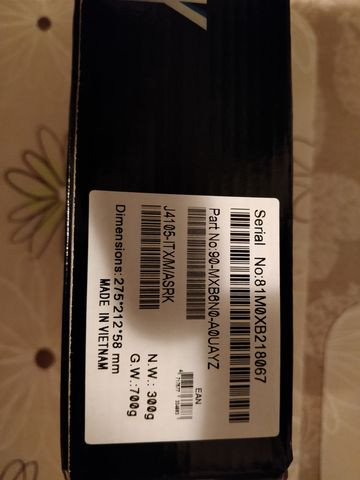 Serial No:81M0XB218067
Part No:90-MXB6N0-A0UAYZ
J4105-ITX/M/ASRK
EAN
Dimensions:275*212*58 mm
N.W.: 300g
G.W.:700g
MADE IN VIETNAM